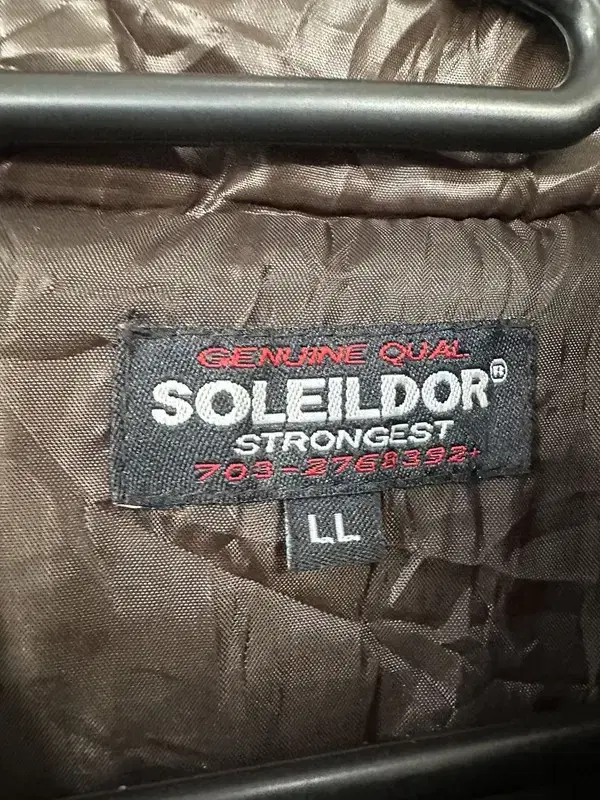 GENUINE QUAL
SOLEILDOR®
STRONGEST
703-2768392+
LL